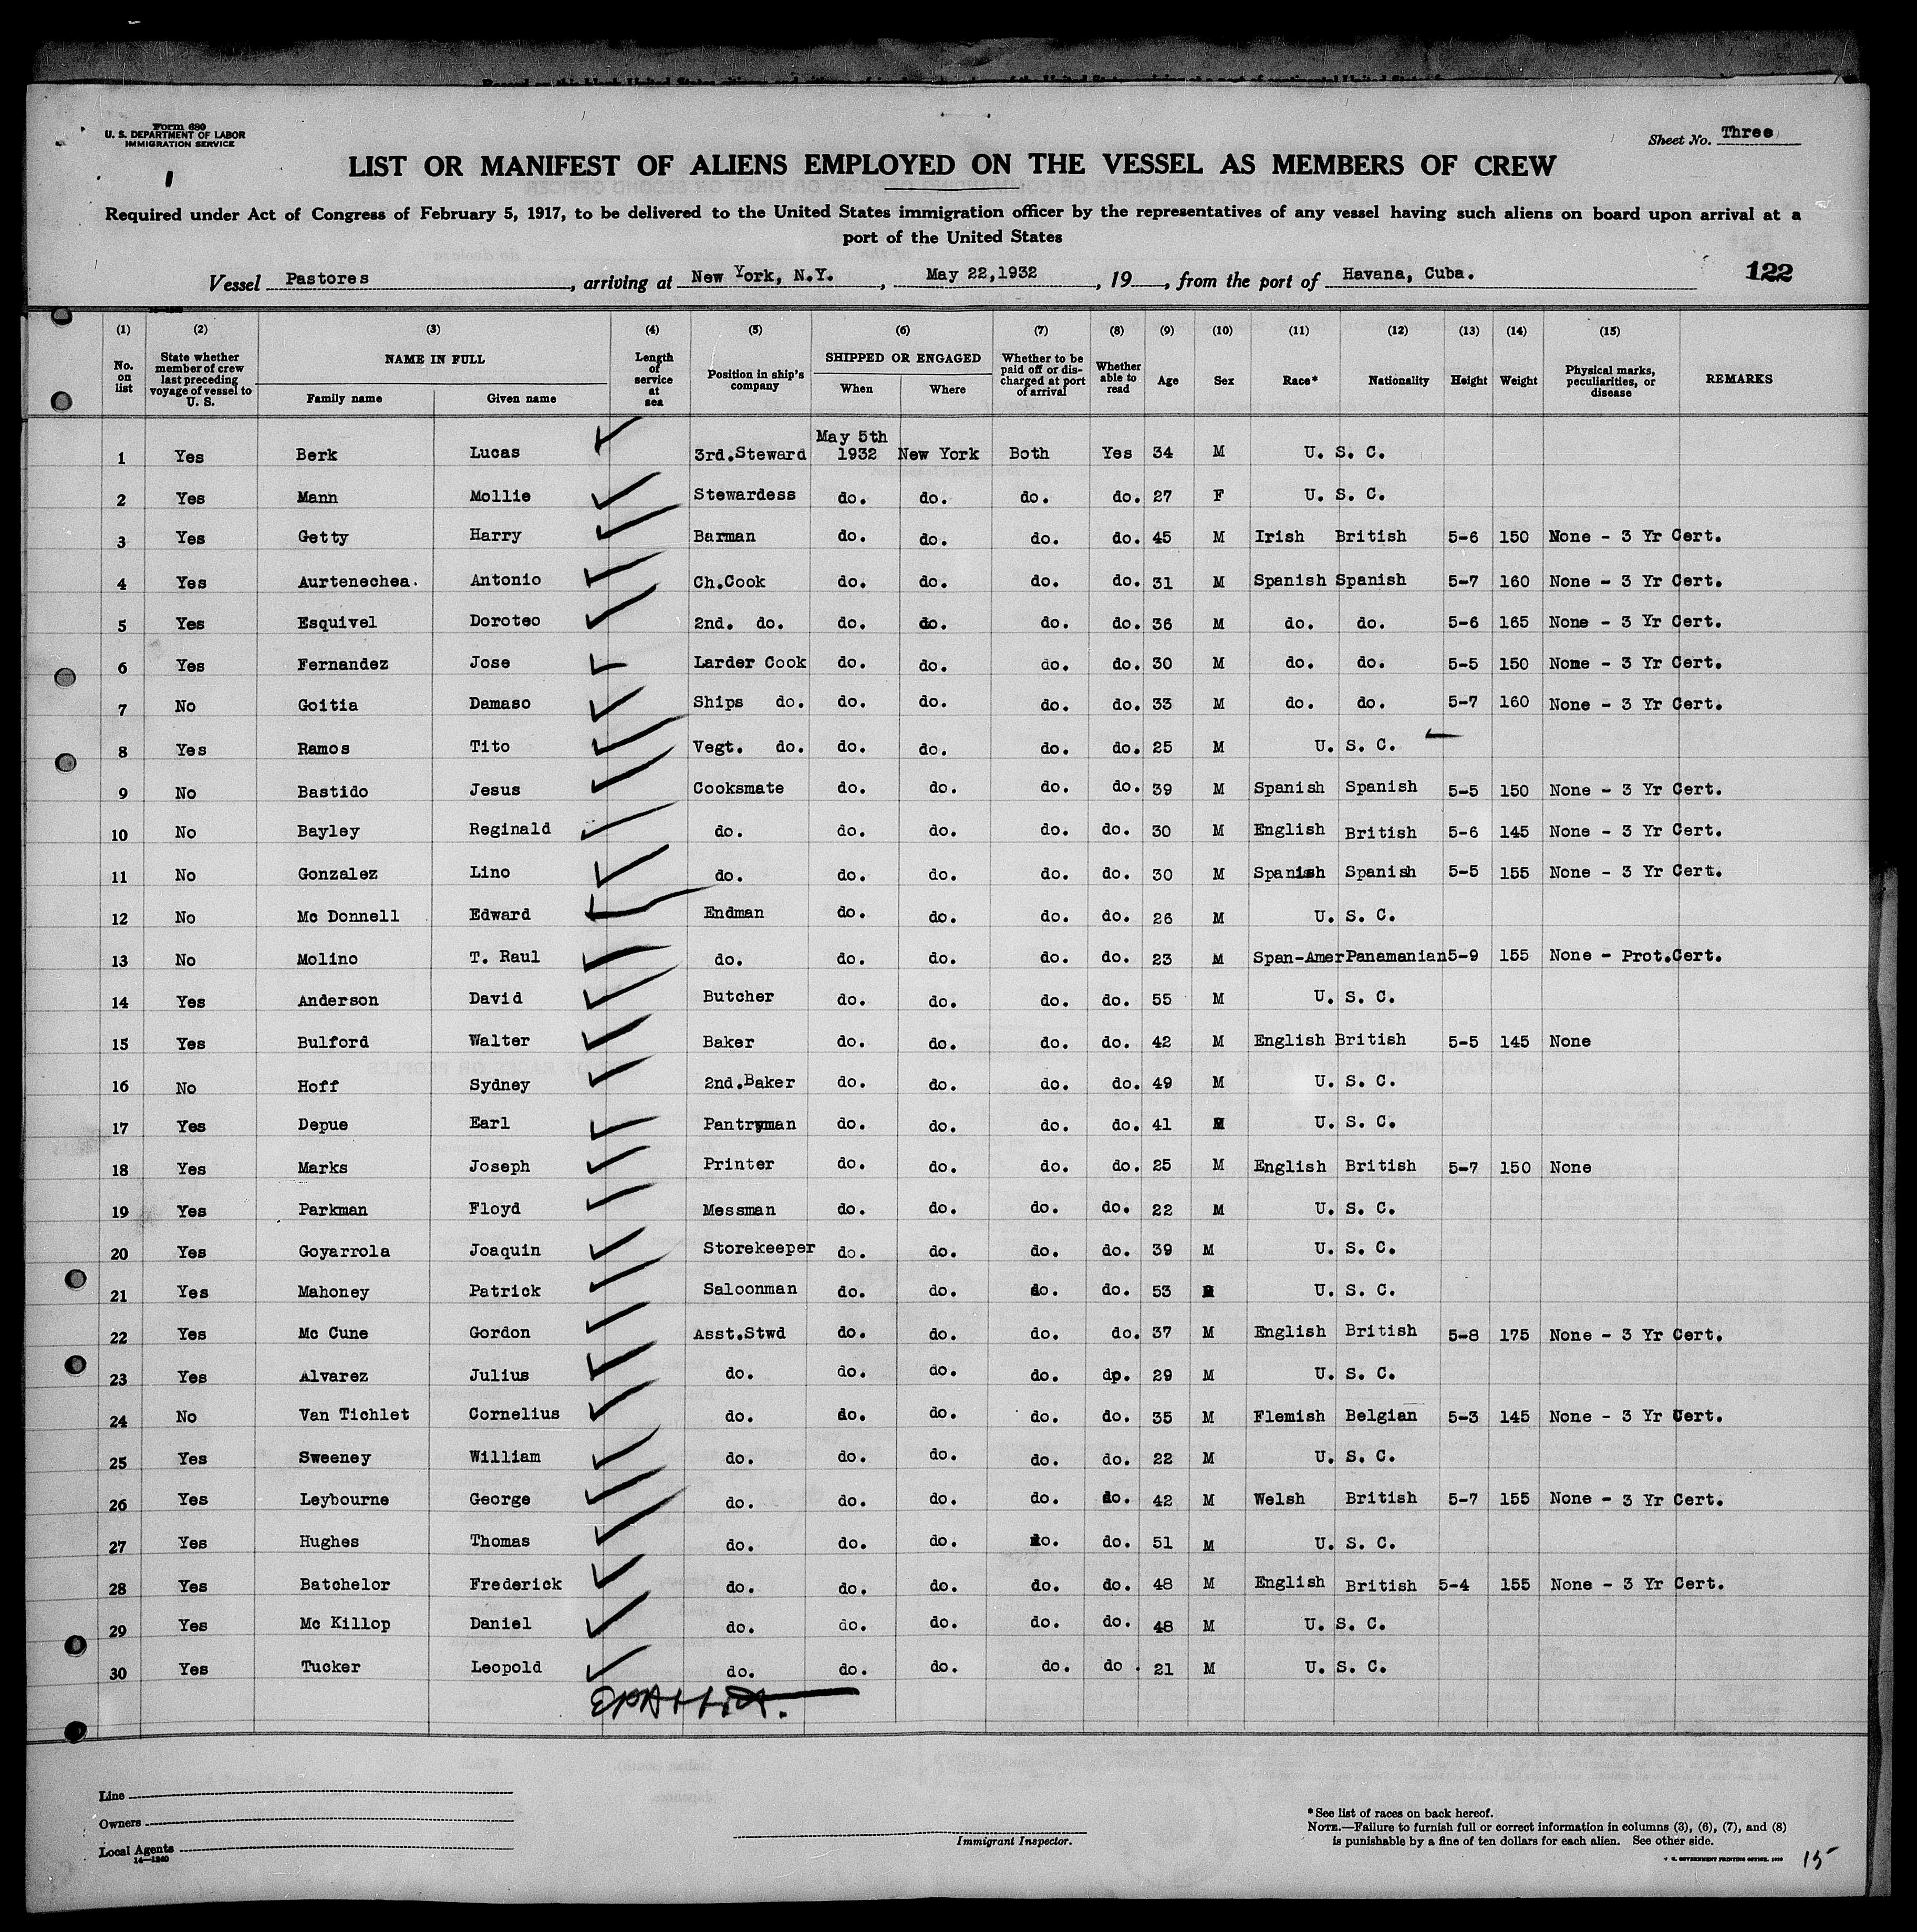 Form 680
U. S. DEPARTMENT OF LABOR
IMMIGRATION SERVICE
Sheet No. Three
LIST OR MANIFEST OF ALIENS EMPLOYED ON THE VESSEL AS MEMBERS OF CREW
Required under Act of Congress of February 5, 1917, to be delivered to the United States immigration officer by the representatives of any vessel having such aliens on board upon arrival at a
port of the United States
Vessel Pastores, arriving at New York, N.Y., May 22,1932, 19, from the port of Havana, Cuba. 122
(1) (2) (3) (4) (5) (6) (7) (8) (9) (10) (11) (12) (13) (14) (15)
No. on list State whether member of crew last preceding voyage of vessel to U. S. NAME IN FULL Family name Given name Length of service at sea Position in ship's company SHIPPED OR ENGAGED When Where Whether to be paid off or discharged at port of arrival Whether able to read Age Sex Race* Nationality Height Weight Physical marks, peculiarities, or disease REMARKS
1 Yes Berk Lucas 3rd.Steward May 5th 1932 New York Both Yes 34 M U. S. C.
2 Yes Mann Mollie Stewardess do. do. do. do. 27 F U. S. C.
3 Yes Getty Harry Barman do. do. do. do. 45 M Irish British 5-6 150 None - 3 Yr Cert.
4 Yes Aurtenechea. Antonio Ch.Cook do. do. do. do. 31 M Spanish Spanish 5-7 160 None - 3 Yr Cert.
5 Yes Esquivel Doroteo 2nd. do. do. do. do. do. 36 M do. do. 5-6 165 None - 3 Yr Cert.
6 Yes Fernandez Jose Larder Cook do. do. do. do. 30 M do. do. 5-5 150 None - 3 Yr Cert.
7 No Goitia Damaso Ships do. do. do. do. do. 33 M do. do. 5-7 160 None - 3 Yr Cert.
8 Yes Ramos Tito Vegt. do. do. do. do. do. 25 M U. S. C.
9 No Bastido Jesus Cooksmate do. do. do. do. 39 M Spanish Spanish 5-5 150 None - 3 Yr Cert.
10 No Bayley Reginald do. do. do. do. do. 30 M English British 5-6 145 None - 3 Yr Cert.
11 No Gonzalez Lino do. do. do. do. do. 30 M Spanish Spanish 5-5 155 None - 3 Yr Cert.
12 No Mc Donnell Edward Endman do. do. do. do. 26 M U. S. C.
13 No Molino T. Raul do. do. do. do. do. 23 M Span-Amer Panamanian 5-9 155 None - Prot.Cert.
14 Yes Anderson David Butcher do. do. do. do. 55 M U. S. C.
15 Yes Bulford Walter Baker do. do. do. do. 42 M English British 5-5 145 None
16 No Hoff Sydney 2nd.Baker do. do. do. do. 49 M U. S. C.
17 Yes Depue Earl Pantryman do. do. do. do. 41 M U. S. C.
18 Yes Marks Joseph Printer do. do. do. do. 25 M English British 5-7 150 None
19 Yes Parkman Floyd Messman do. do. do. do. 22 M U. S. C.
20 Yes Goyarrola Joaquin Storekeeper do. do. do. do. 39 M U. S. C.
21 Yes Mahoney Patrick Saloonman do. do. do. do. 53 M U. S. C.
22 Yes Mc Cune Gordon Asst.Stwd do. do. do. do. 37 M English British 5-8 175 None - 3 Yr Cert.
23 Yes Alvarez Julius do. do. do. do. do. 29 M U. S. C.
24 No Van Tichlet Cornelius do. do. do. do. do. 35 M Flemish Belgian 5-3 145 None - 3 Yr Cert.
25 Yes Sweeney William do. do. do. do. do. 22 M U. S. C.
26 Yes Leybourne George do. do. do. do. do. 42 M Welsh British 5-7 155 None - 3 Yr Cert.
27 Yes Hughes Thomas do. do. do. do. do. 51 M U. S. C.
28 Yes Batchelor Frederick do. do. do. do. do. 48 M English British 5-4 155 None - 3 Yr Cert.
29 Yes Mc Killop Daniel do. do. do. do. do. 48 M U. S. C.
30 Yes Tucker Leopold do. do. do. do. do . 21 M U. S. C.
Line
Owners
Local Agents
14-1240
Immigrant Inspector.
*See list of races on back hereof.
NOTE.—Failure to furnish full or correct information in columns (3), (6), (7), and (8)
is punishable by a fine of ten dollars for each alien. See other side.
U. S. GOVERNMENT PRINTING OFFICE.
15